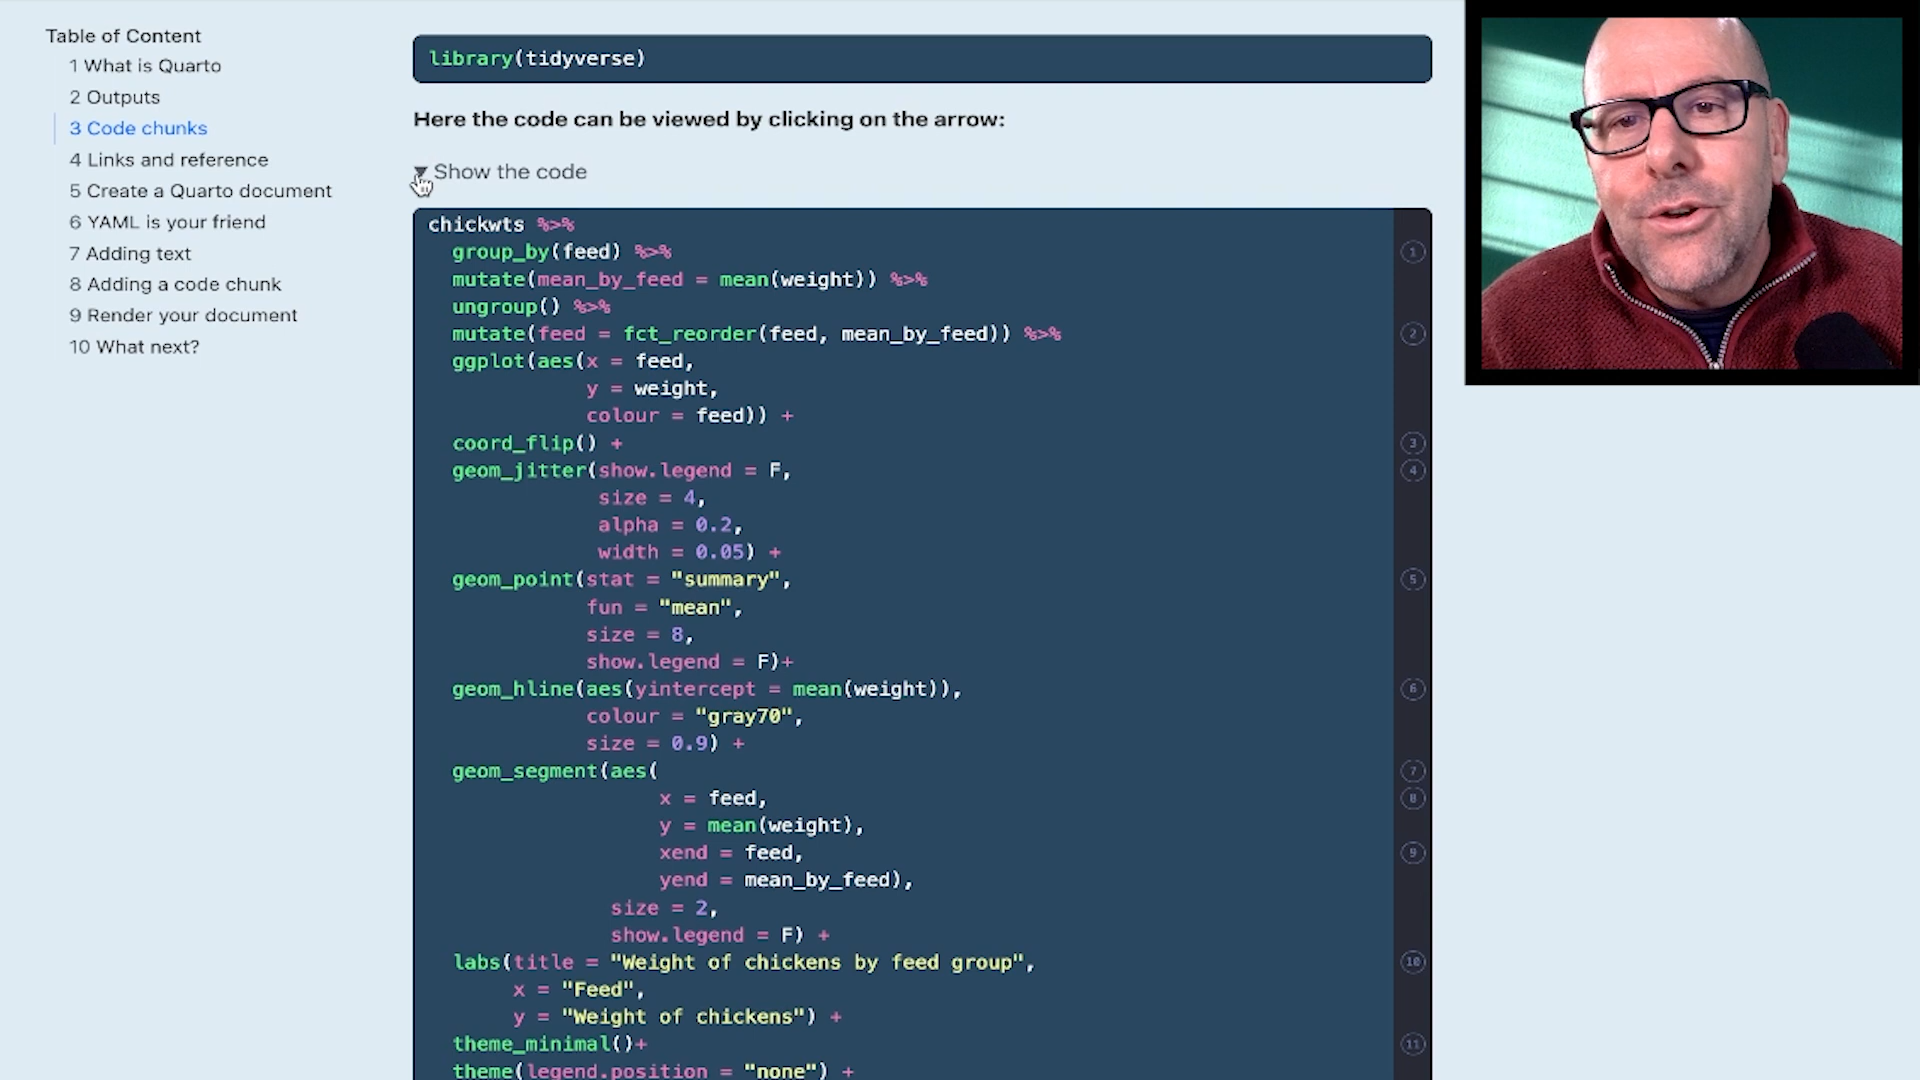 Table of Content
1 What is Quarto
2 Outputs
3 Code chunks
4 Links and reference
5 Create a Quarto document
6 YAML is your friend
7 Adding text
8 Adding a code chunk
9 Render your document
10 What next?
library(tidyverse)
Here the code can be viewed by clicking on the arrow:
Show the code
chickwts %>%
group_by(feed) %>% 1
mutate(mean_by_feed = mean(weight)) %>%
ungroup() %>%
mutate(feed = fct_reorder(feed, mean_by_feed)) %>% 2
ggplot(aes(x = feed,
y = weight,
colour = feed)) +
coord_flip() + 3
geom_jitter(show.legend = F, 4
size = 4,
alpha = 0.2,
width = 0.05) +
geom_point(stat = "summary", 5
fun = "mean",
size = 8,
show.legend = F)+
geom_hline(aes(yintercept = mean(weight)), 6
colour = "gray70",
size = 0.9) +
geom_segment(aes( 7
x = feed, 8
y = mean(weight),
xend = feed, 9
yend = mean_by_feed),
size = 2,
show.legend = F) +
labs(title = "Weight of chickens by feed group", 10
x = "Feed",
y = "Weight of chickens") +
theme_minimal()+ 11
theme(legend.position = "none") +